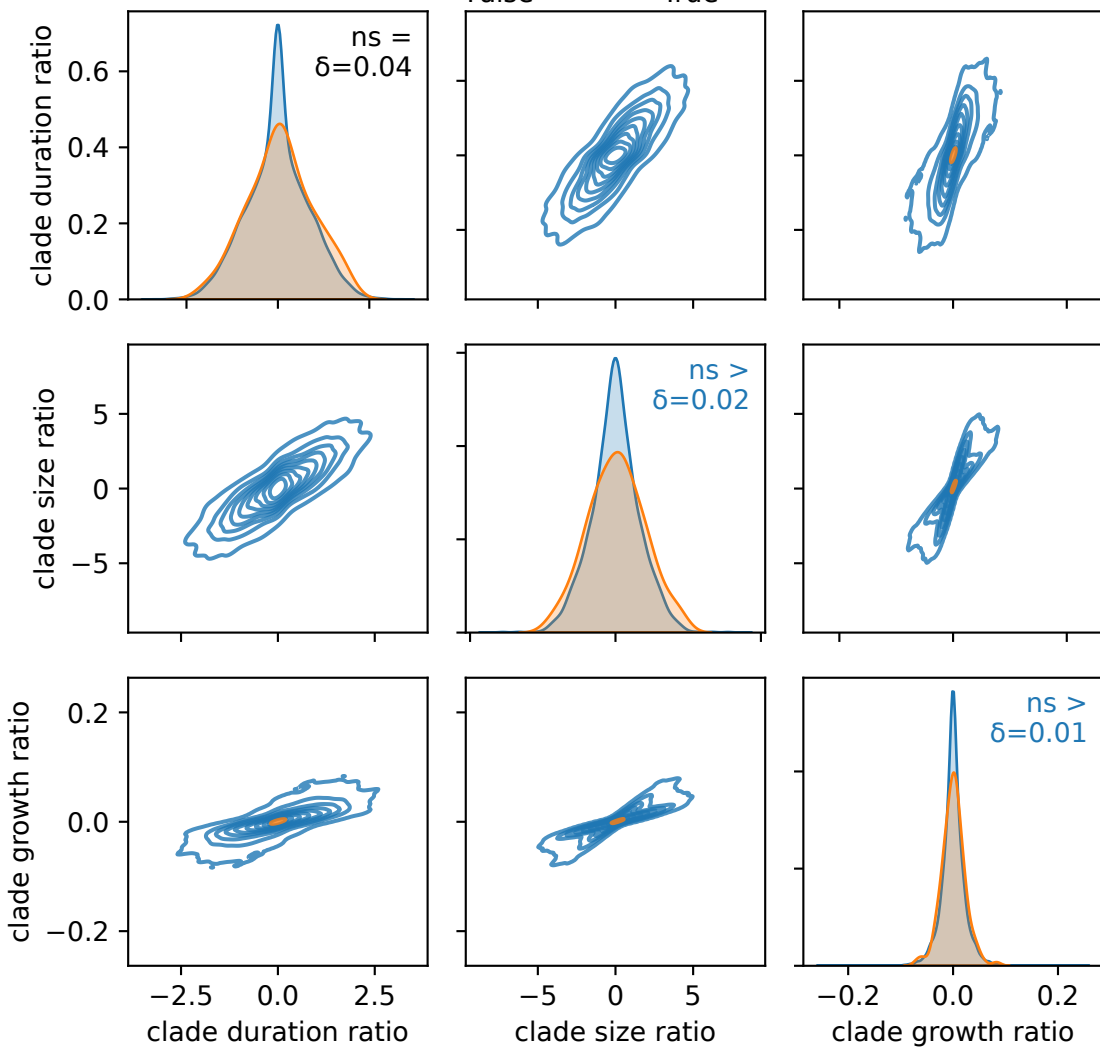 clade duration ratio
0.6
0.4
0.2
0.0
ns =
δ=0.04
clade size ratio
5
0
−5
ns >
δ=0.02
clade growth ratio
0.2
0.0
−0.2
ns >
δ=0.01
−2.5 0.0 2.5
−5 0 5
−0.2 0.0 0.2
clade duration ratio
clade size ratio
clade growth ratio